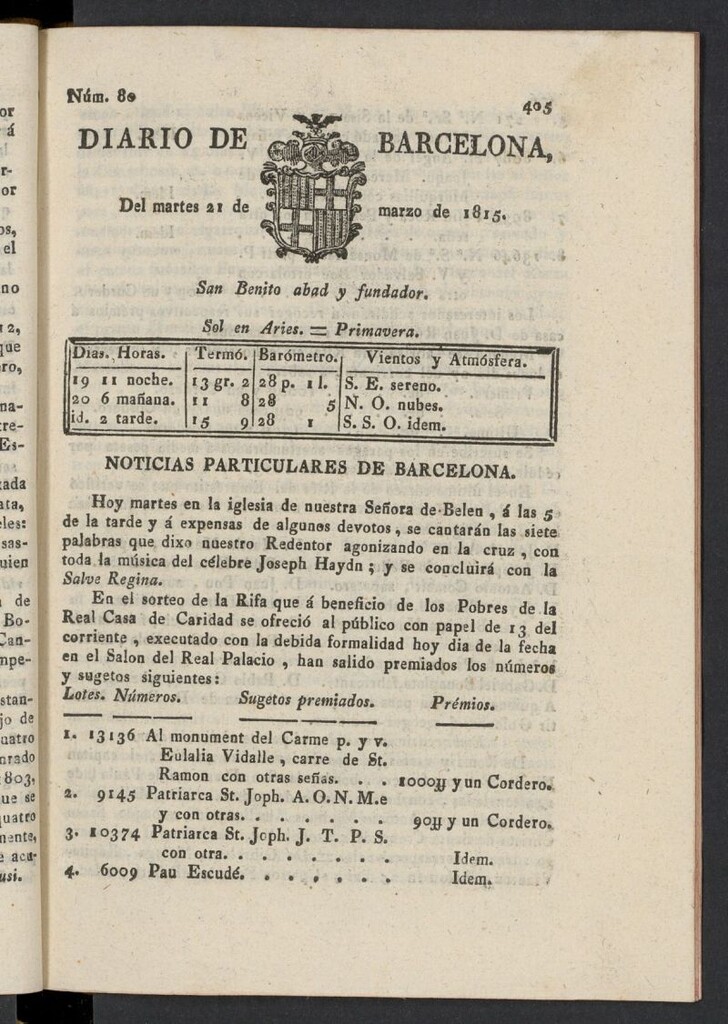 Núm. 80
405
DIARIO DE BARCELONA,
Del martes 21 de marzo de 1815.
San Benito abad y fundador.
Sol en Aries. = Primavera.
Dias. Horas. Termó. Barómetro. Vientos y Atmósfera.
19 11 noche. 13 gr. 2 28 p. 1 l. S. E. sereno.
20 6 mañana. 11 8 28 5 N. O. nubes.
id. 2 tarde. 15 9 28 1 S. S. O. idem.
NOTICIAS PARTICULARES DE BARCELONA.
Hoy martes en la iglesia de nuestra Señora de Belen , á las 5
de la tarde y á expensas de algunos devotos , se cantarán las siete
palabras que dixo nuestro Redentor agonizando en la cruz , con
toda la música del célebre Joseph Haydn ; y se concluirá con la
Salve Regina.
En el sorteo de la Rifa que á beneficio de los Pobres de la
Real Casa de Caridad se ofreció al público con papel de 13 del
corriente , executado con la debida formalidad hoy dia de la fecha
en el Salon del Real Palacio , han salido premiados los números
y sugetos siguientes :
Lotes. Números. Sugetos premiados. Prémios.
1. 13136 Al monument del Carme p. y v.
Eulalia Vidalle , carre de St.
Ramon con otras señas. . . 1000 y un Cordero.
2. 9145 Patriarca St. Joph. A. O. N. M.e
y con otras. . . . . . . 90 y un Cordero.
3. 10374 Patriarca St. Joph. J. T. P. S.
con otra. . . . . . . . Idem.
4. 6009 Pau Escudé. . . . . . . Idem.